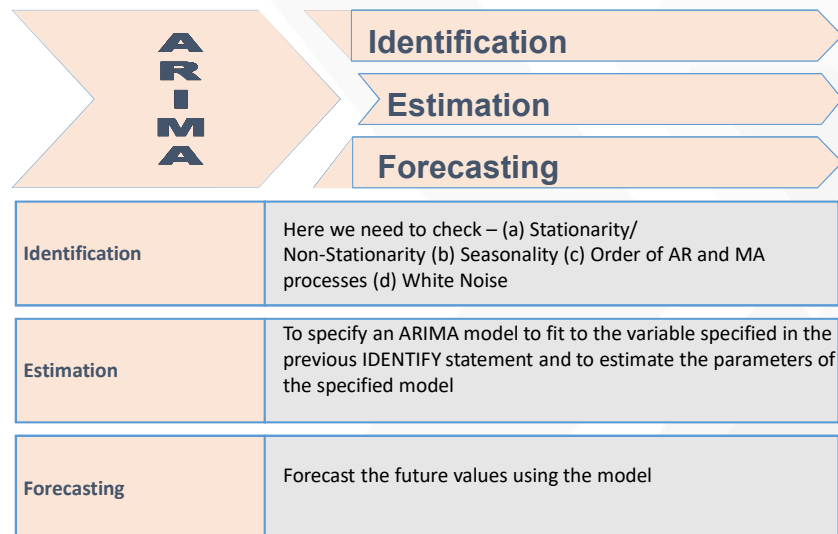 ARIMA
Identification
Estimation
Forecasting
Identification
Here we need to check – (a) Stationarity/
Non-Stationarity (b) Seasonality (c) Order of AR and MA
processes (d) White Noise
Estimation
To specify an ARIMA model to fit to the variable specified in the
previous IDENTIFY statement and to estimate the parameters of
the specified model
Forecasting
Forecast the future values using the model